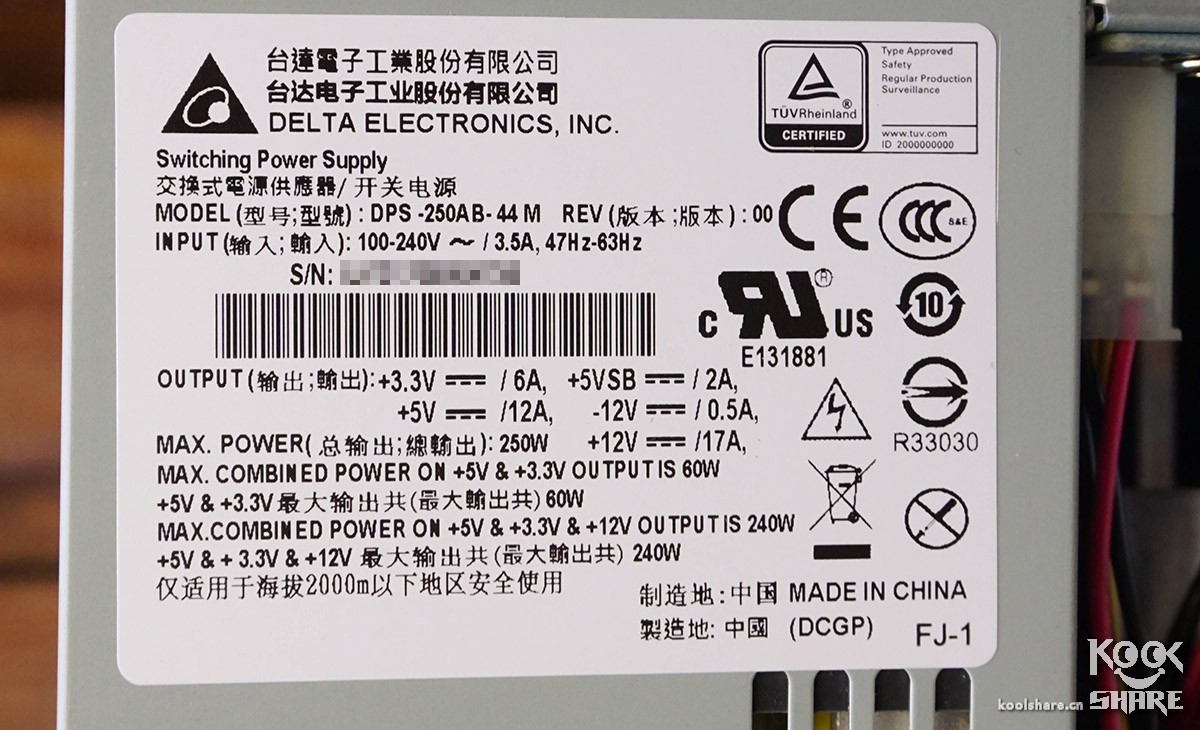 台達電子工業股份有限公司
台达电子工业股份有限公司
DELTA ELECTRONICS, INC.
TÜVRheinland ®
CERTIFIED
Type Approved
Safety
Regular Production
Surveillance
www.tuv.com
ID 2000000000
Switching Power Supply
交換式電源供應器/开关电源
MODEL (型号;型號) : DPS -250AB- 44 M REV (版本 ;版本) : 00
INPUT (输入; 輸入): 100-240V ~ / 3.5A, 47Hz-63Hz
S/N:
CE
CCC S&E
C RU ® US
E131881
10
OUTPUT (输出 ;輸出):+3.3V ⎓ / 6A, +5VSB ⎓ / 2A,
+5V ⎓ /12A, -12V ⎓ / 0.5A,
MAX. POWER( 总输出;總輸出): 250W +12V ⎓ /17A,
R33030
MAX. COMBINED POWER ON +5V & +3.3V OUTPUT IS 60W
+5V & +3.3V 最大输出共 (最大輸出共) 60W
MAX.COMBINED POWER ON +5V & +3.3V & +12V OUTPUT IS 240W
+5V & + 3.3V & +12V 最大输出共 (最大輸出共) 240W
仅适用于海拔2000m以下地区安全使用
制造地:中国 MADE IN CHINA
製造地: 中國 (DCGP) FJ-1
KOOK
SHARE
koolshare.cn